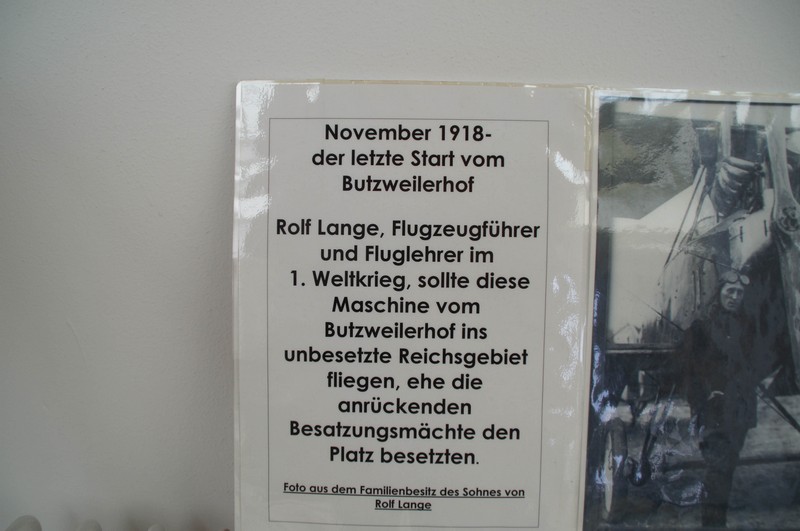 November 1918-
der letzte Start vom
Butzweilerhof
Rolf Lange, Flugzeugführer
und Fluglehrer im
1. Weltkrieg, sollte diese
Maschine vom
Butzweilerhof ins
unbesetzte Reichsgebiet
fliegen, ehe die
anrückenden
Besatzungsmächte den
Platz besetzten.
Foto aus dem Familienbesitz des Sohnes von
Rolf Lange